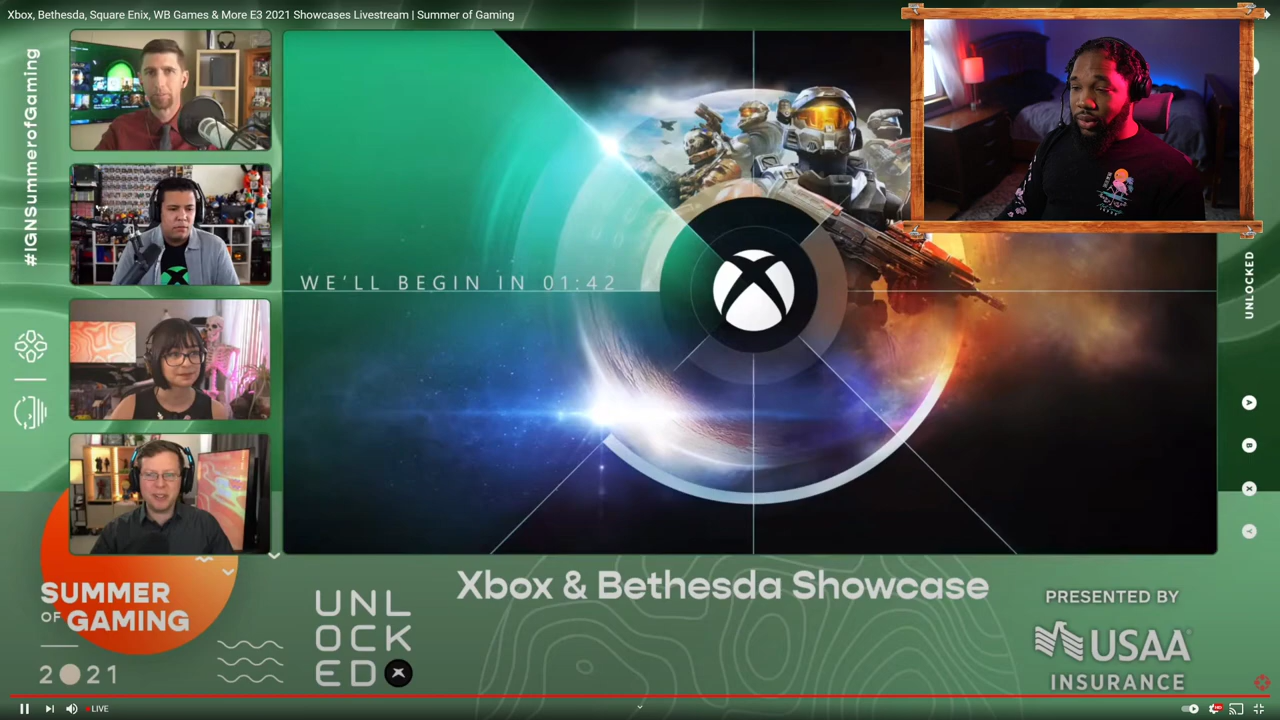 Xbox, Bethesda, Square Enix, WB Games & More E3 2021 Showcases Livestream | Summer of Gaming
#IGNSummerofGaming
WE'LL BEGIN IN 01:42
UNLOCKED
A
B
X
Y
SUMMER
OF GAMING
2021
UNL
OCK
ED
Xbox & Bethesda Showcase
PRESENTED BY
USAA
INSURANCE
LIVE
HD